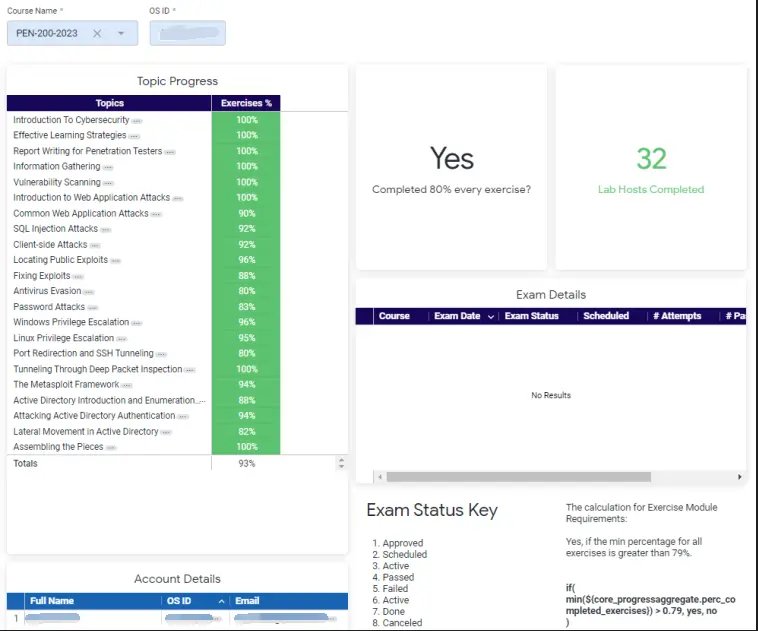 Course Name *
OS ID *
PEN-200-2023
Topic Progress
Topics Exercises %
Introduction To Cybersecurity 100%
Effective Learning Strategies 100%
Report Writing for Penetration Testers 100%
Information Gathering 100%
Vulnerability Scanning 100%
Introduction to Web Application Attacks 100%
Common Web Application Attacks 90%
SQL Injection Attacks 92%
Client-side Attacks 92%
Locating Public Exploits 96%
Fixing Exploits 88%
Antivirus Evasion 80%
Password Attacks 83%
Windows Privilege Escalation 96%
Linux Privilege Escalation 95%
Port Redirection and SSH Tunneling 80%
Tunneling Through Deep Packet Inspection 100%
The Metasploit Framework 94%
Active Directory Introduction and Enumeration... 88%
Attacking Active Directory Authentication 94%
Lateral Movement in Active Directory 82%
Assembling the Pieces 100%
Totals 93%
Yes
Completed 80% every exercise?
32
Lab Hosts Completed
Exam Details
Course Exam Date Exam Status Scheduled # Attempts # Pa
No Results
Exam Status Key
1. Approved
2. Scheduled
3. Active
4. Passed
5. Failed
6. Active
7. Done
8. Canceled
The calculation for Exercise Module
Requirements:
Yes, if the min percentage for all
exercises is greater than 79%.
if(
min(${core_progressaggregate.perc_co
mpleted_exercises}) > 0.79, yes, no
)
Account Details
Full Name OS ID Email
1